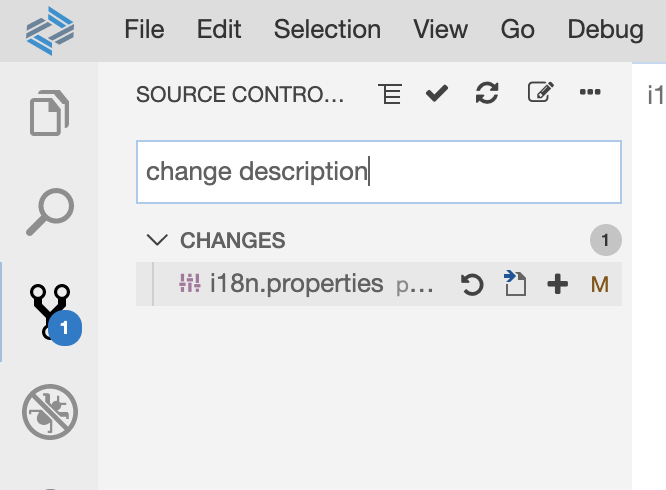 File Edit Selection View Go Debug
SOURCE CONTRO...
i1
change description
CHANGES 1
i18n.properties p... M
1